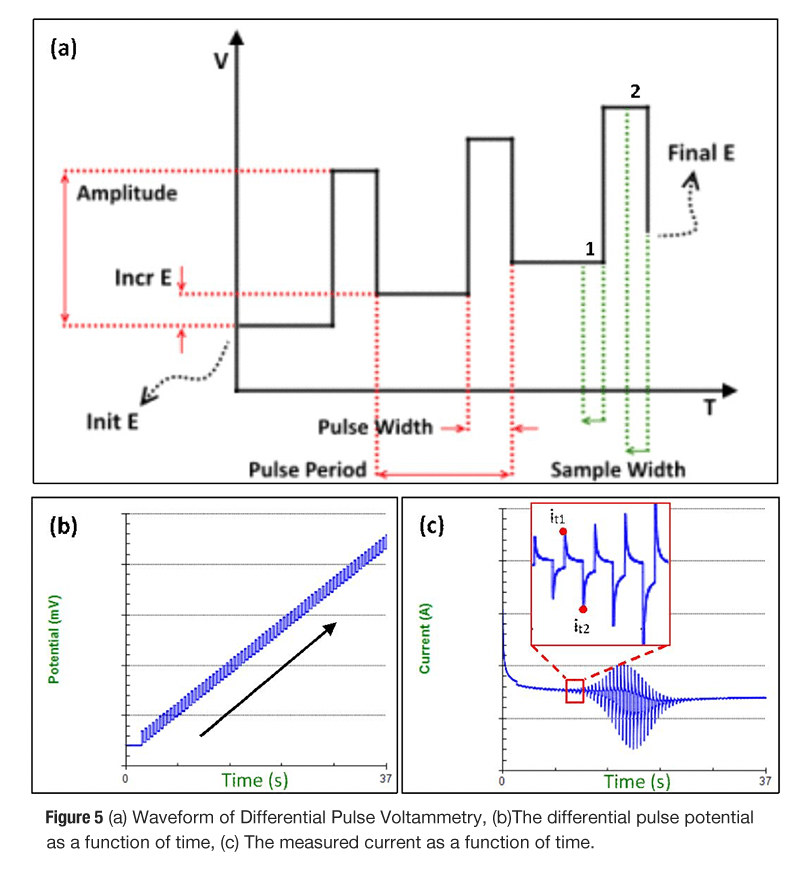 (a)
V
2
Final E
Amplitude
1
Incr E
T
Init E
Pulse Width
Pulse Period
Sample Width
(b)
Potential (mV)
0
Time (s)
37
(c)
it1
it2
Current (A)
0
Time (s)
37
Figure 5 (a) Waveform of Differential Pulse Voltammetry, (b)The differential pulse potential
as a function of time, (c) The measured current as a function of time.